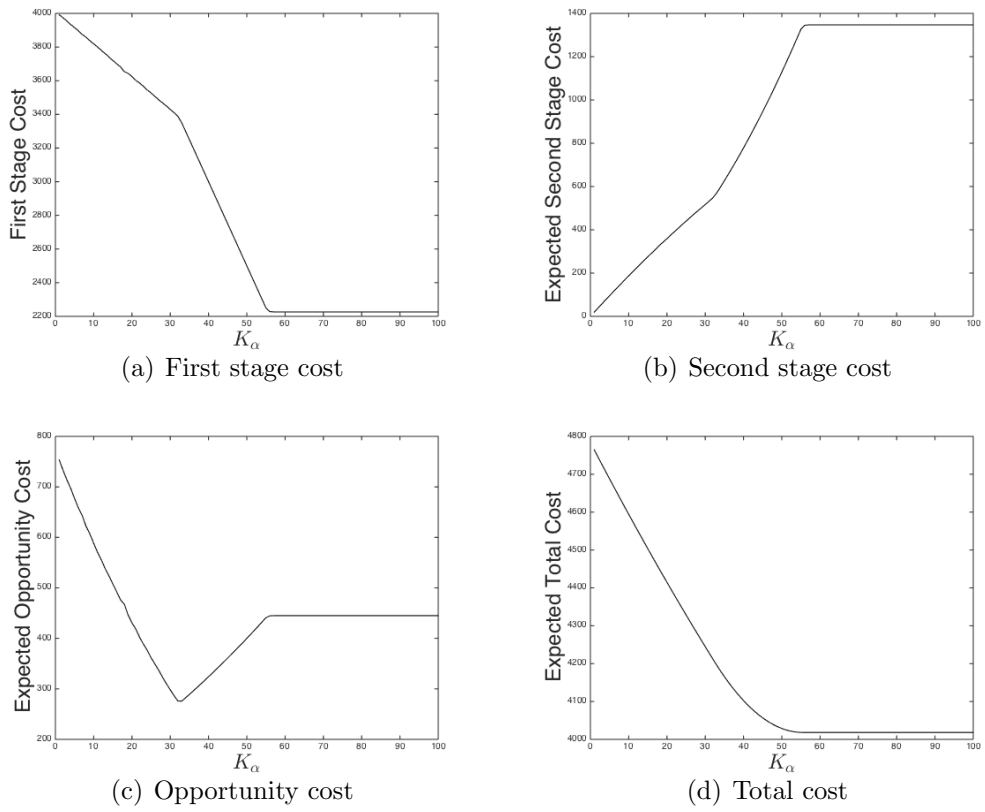 4000
3800
3600
3400
3200
3000
2800
2600
2400
2200
First Stage Cost
0 10 20 30 40 50 60 70 80 90 100
Kα
(a) First stage cost
1400
1200
1000
800
600
400
200
0
Expected Second Stage Cost
0 10 20 30 40 50 60 70 80 90 100
Kα
(b) Second stage cost
800
700
600
500
400
300
200
Expected Opportunity Cost
0 10 20 30 40 50 60 70 80 90 100
Kα
(c) Opportunity cost
4800
4700
4600
4500
4400
4300
4200
4100
4000
Expected Total Cost
0 10 20 30 40 50 60 70 80 90 100
Kα
(d) Total cost